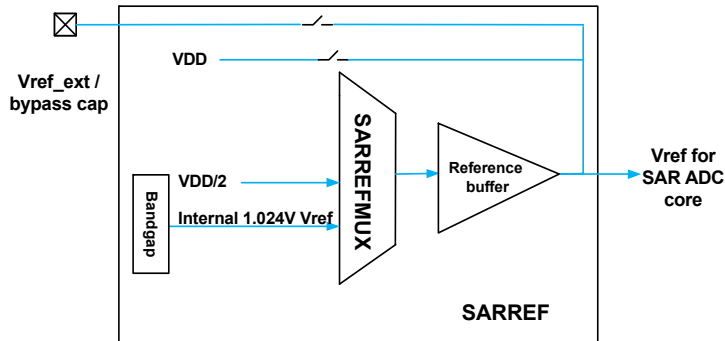 VDD
Vref_ext /
bypass cap
SARREFMUX
Reference
buffer
Vref for
SAR ADC
core
VDD/2
Bandgap
Internal 1.024V Vref
SARREF